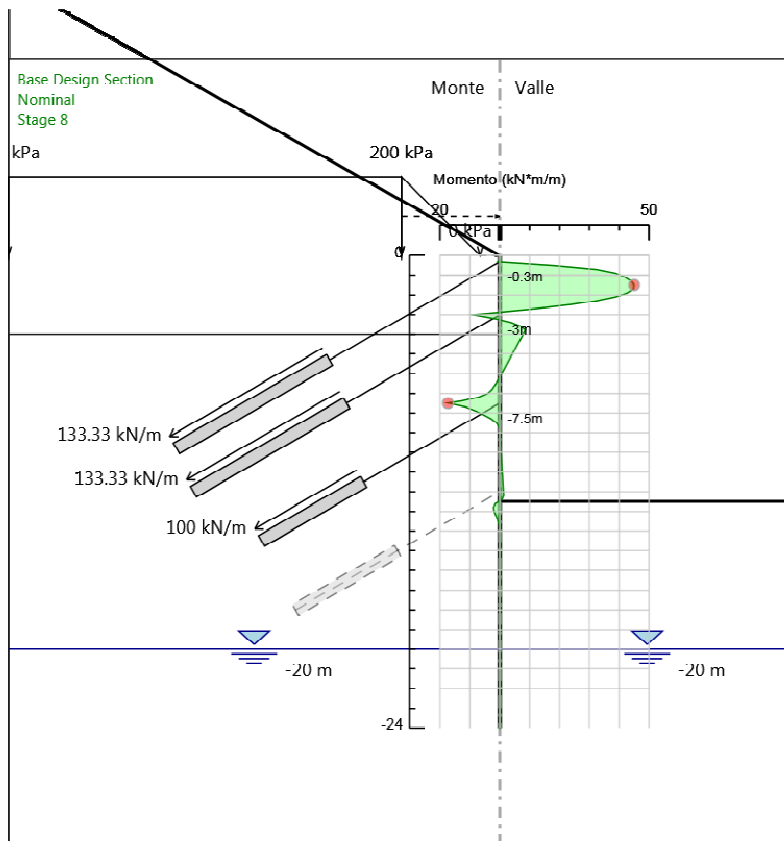 Base Design Section
Nominal
Stage 8
Monte Valle
kPa
200 kPa
Momento (kN*m/m)
20 50
0 kPa
0
-0.3m
-3m
-7.5m
133.33 kN/m
133.33 kN/m
100 kN/m
-20 m -20 m
-24